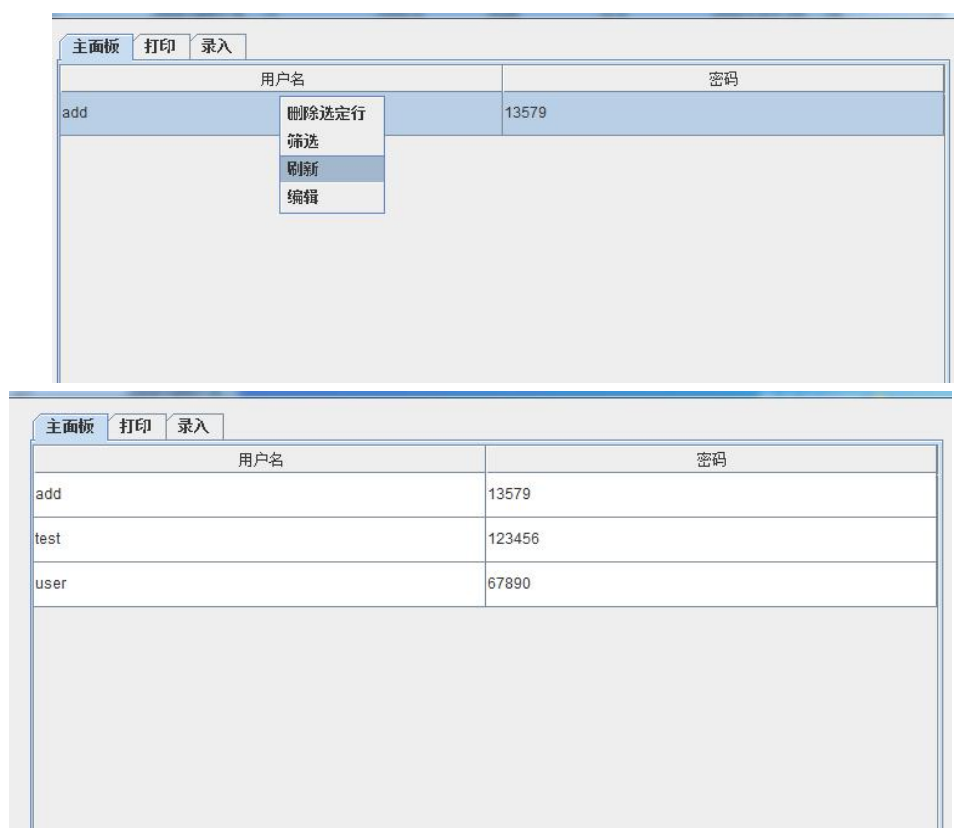 主面板 打印 录入
用户名 密码
add 13579
删除选定行
筛选
刷新
编辑
主面板 打印 录入
用户名 密码
add 13579
test 123456
user 67890